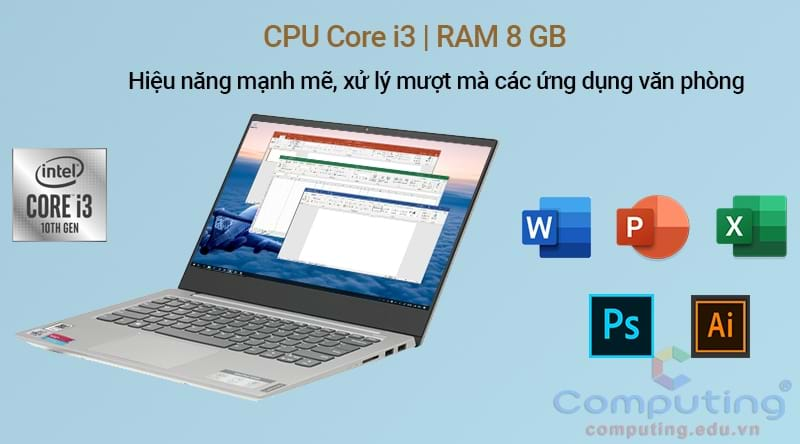 CPU Core i3 | RAM 8 GB
Hiệu năng mạnh mẽ, xử lý mượt mà các ứng dụng văn phòng
intel
CORE i3
10TH GEN
W
P
X
Ps
Ai
Computing®
computing.edu.vn